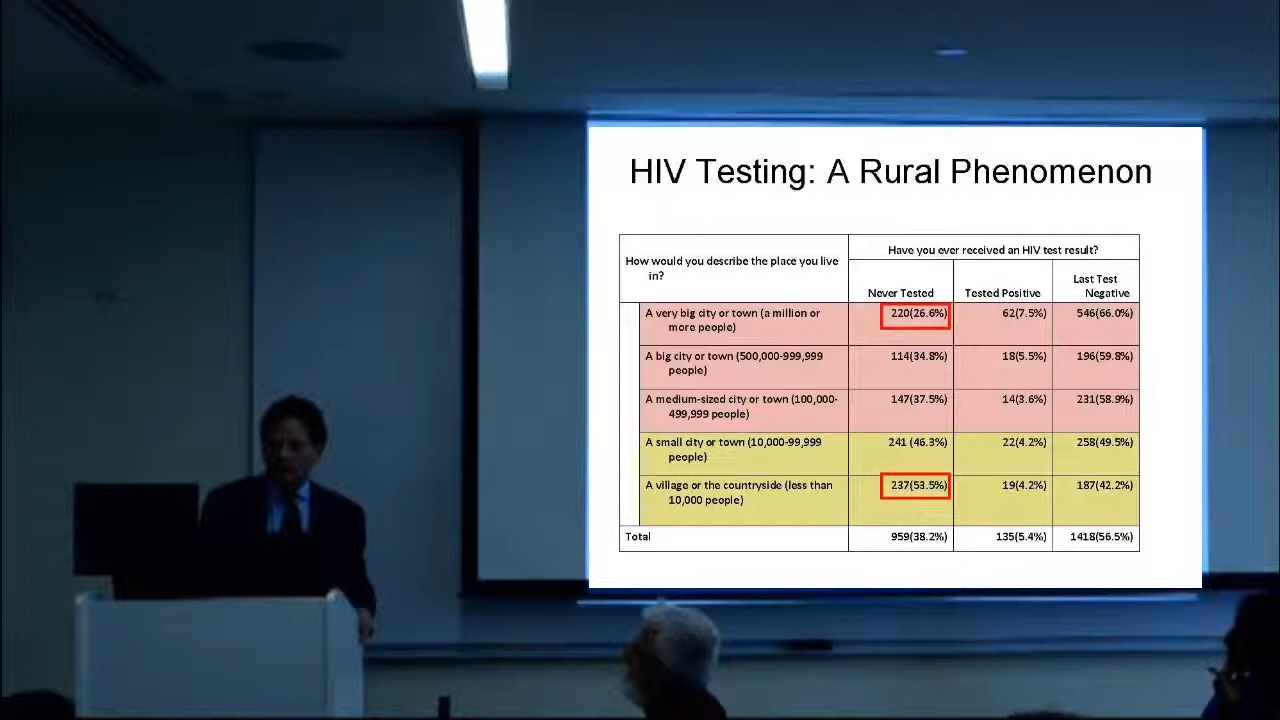 HIV Testing: A Rural Phenomenon
How would you describe the place you live
in?
Have you ever received an HIV test result?
Never Tested
Tested Positive
Last Test
Negative
A very big city or town (a million or
more people)
220(26.6%)
62(7.5%)
546(66.0%)
A big city or town (500,000-999,999
people)
114(34.8%)
18(5.5%)
196(59.8%)
A medium-sized city or town (100,000-
499,999 people)
147(37.5%)
14(3.6%)
231(58.9%)
A small city or town (10,000-99,999
people)
241 (46.3%)
22(4.2%)
258(49.5%)
A village or the countryside (less than
10,000 people)
237(53.5%)
19(4.2%)
187(42.2%)
Total
959(38.2%)
135(5.4%)
1418(56.5%)